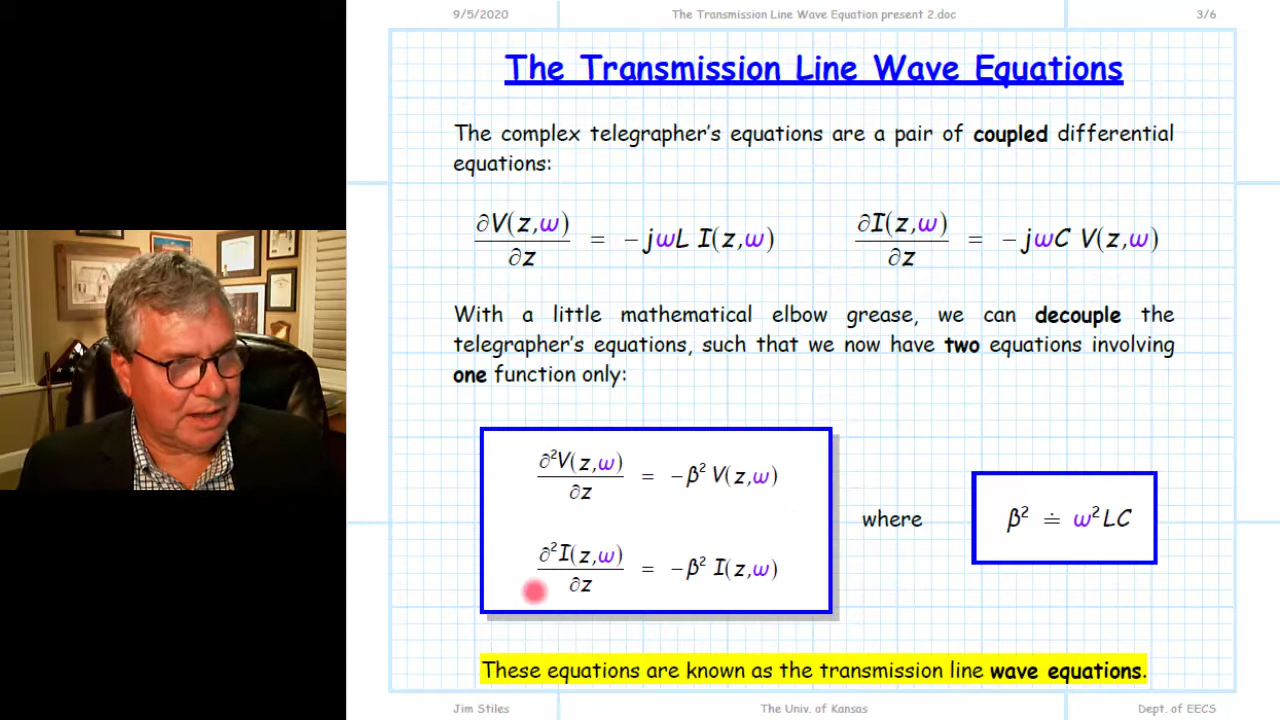 9/5/2020 The Transmission Line Wave Equation present 2.doc 3/6
The Transmission Line Wave Equations
The complex telegrapher's equations are a pair of coupled differential
equations:
∂V(z,ω)/∂z = −jωL I(z,ω) ∂I(z,ω)/∂z = −jωC V(z,ω)
With a little mathematical elbow grease, we can decouple the
telegrapher's equations, such that we now have two equations involving
one function only:
∂²V(z,ω)/∂z = −β² V(z,ω)
where β² ≐ ω²LC
∂²I(z,ω)/∂z = −β² I(z,ω)
These equations are known as the transmission line wave equations.
Jim Stiles The Univ. of Kansas Dept. of EECS